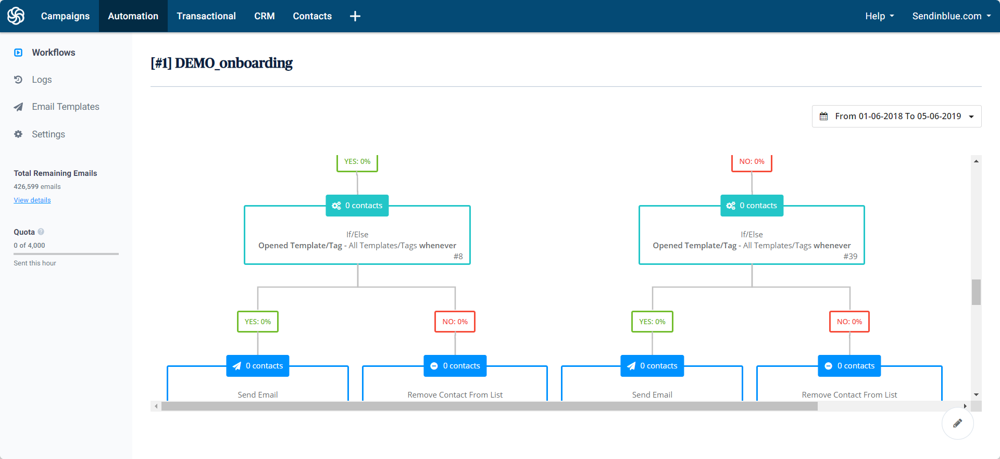 Campaigns
Automation
Transactional
CRM
Contacts
Help
Sendinblue.com
Workflows
Logs
Email Templates
Settings
Total Remaining Emails
426,599 emails
View details
Quota ?
0 of 4,000
Sent this hour
[#1] DEMO_onboarding
From 01-06-2018 To 05-06-2019
YES: 0%
NO: 0%
0 contacts
If/Else
Opened Template/Tag - All Templates/Tags whenever
#8
0 contacts
If/Else
Opened Template/Tag - All Templates/Tags whenever
#39
YES: 0%
NO: 0%
YES: 0%
NO: 0%
0 contacts
Send Email
0 contacts
Remove Contact From List
0 contacts
Send Email
0 contacts
Remove Contact From List